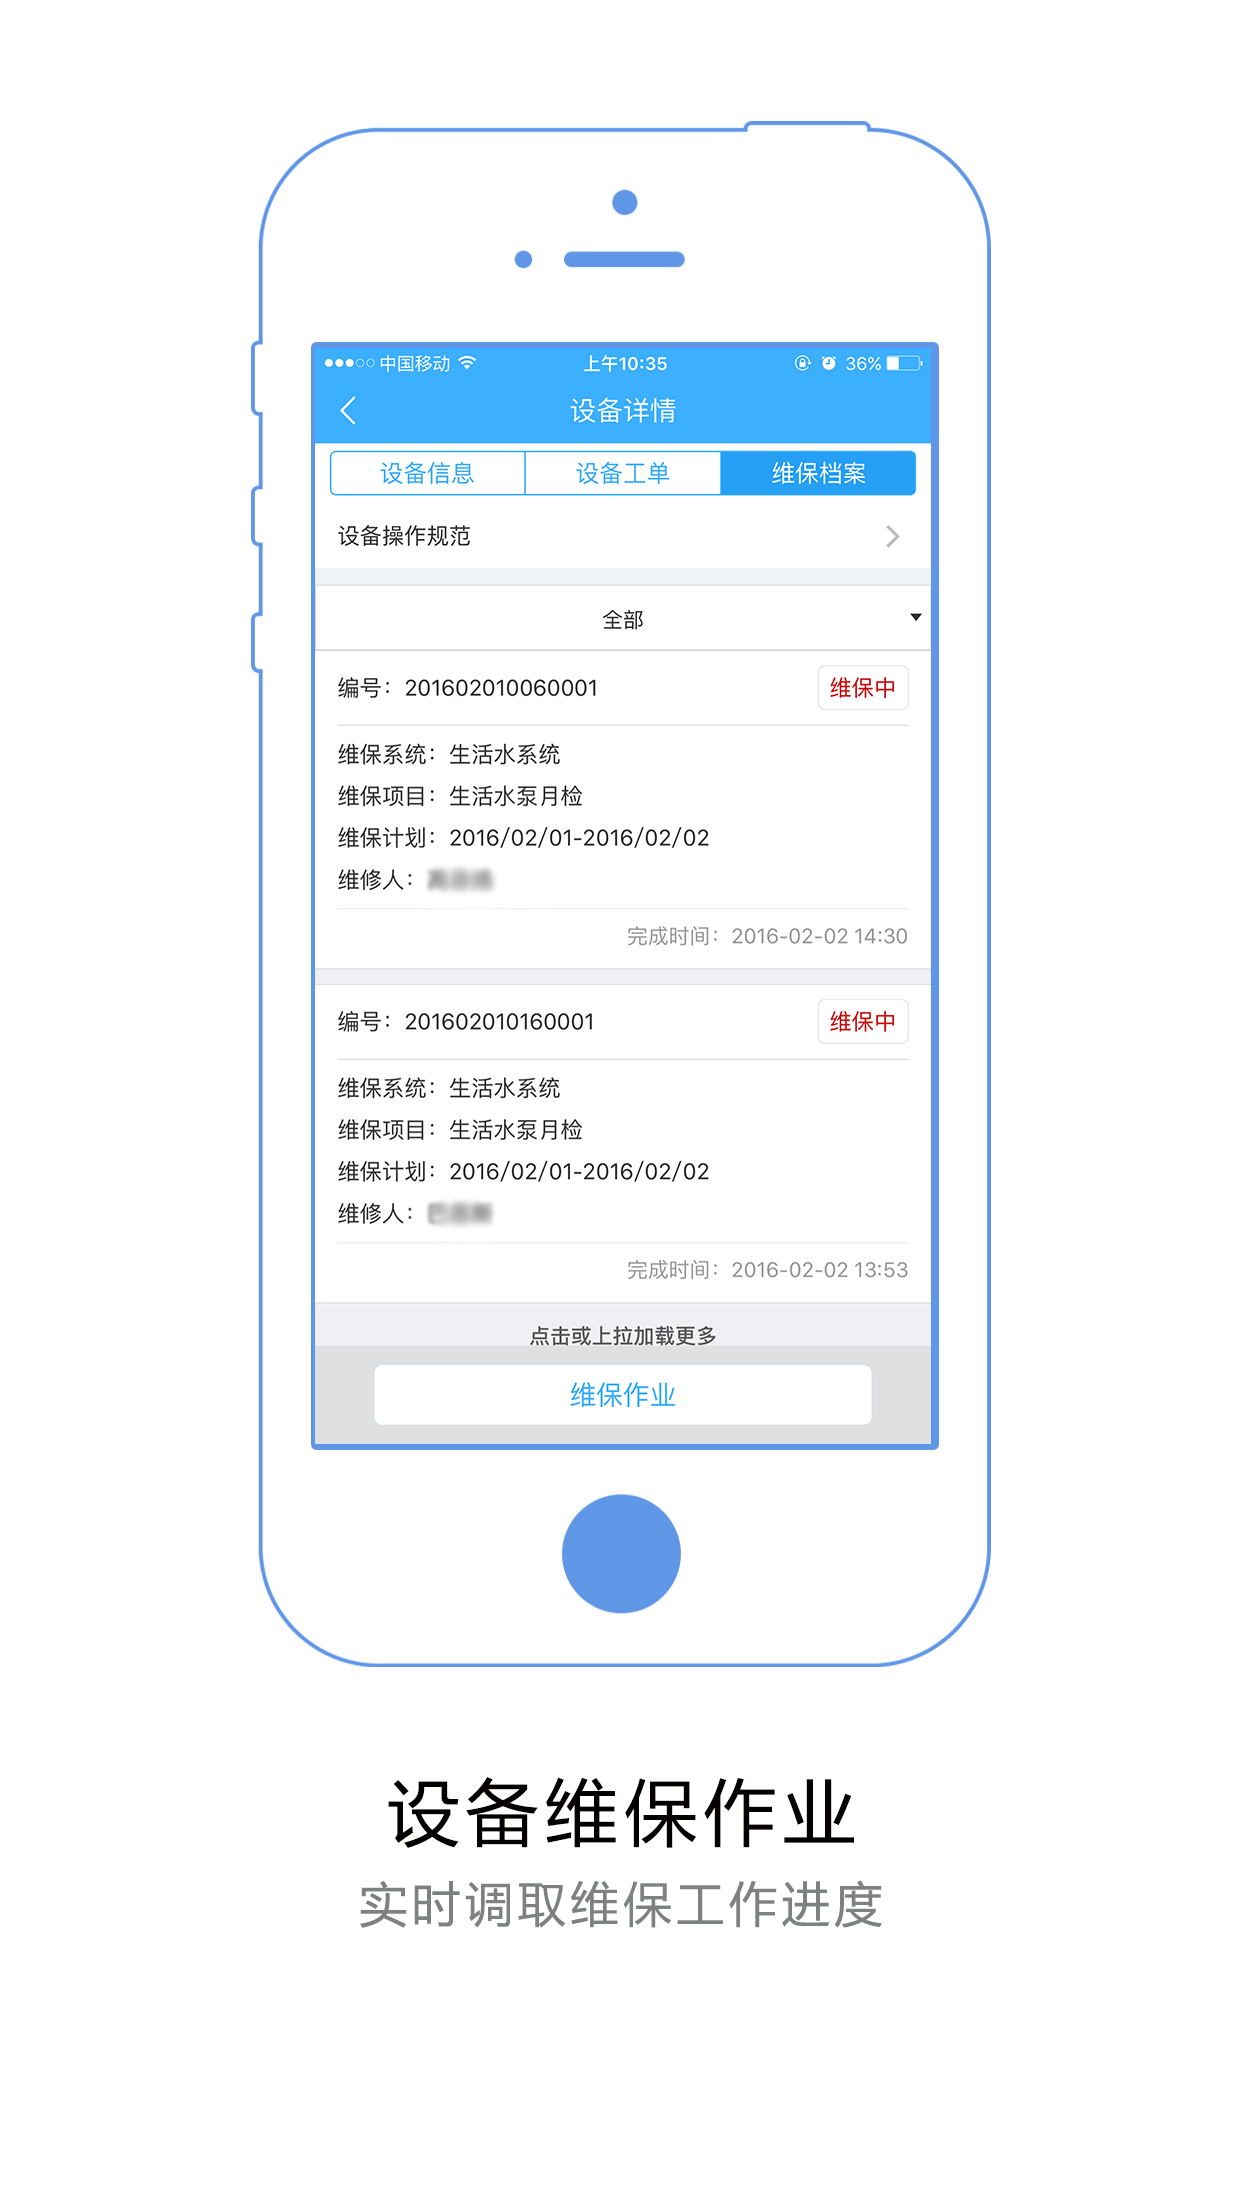 中国移动 上午10:35 36%
设备详情
设备信息 设备工单 维保档案
设备操作规范
全部
编号：201602010060001 维保中
维保系统：生活水系统
维保项目：生活水泵月检
维保计划：2016/02/01-2016/02/02
维修人：
完成时间：2016-02-02 14:30
编号：201602010160001 维保中
维保系统：生活水系统
维保项目：生活水泵月检
维保计划：2016/02/01-2016/02/02
维修人：
完成时间：2016-02-02 13:53
点击或上拉加载更多
维保作业
设备维保作业
实时调取维保工作进度